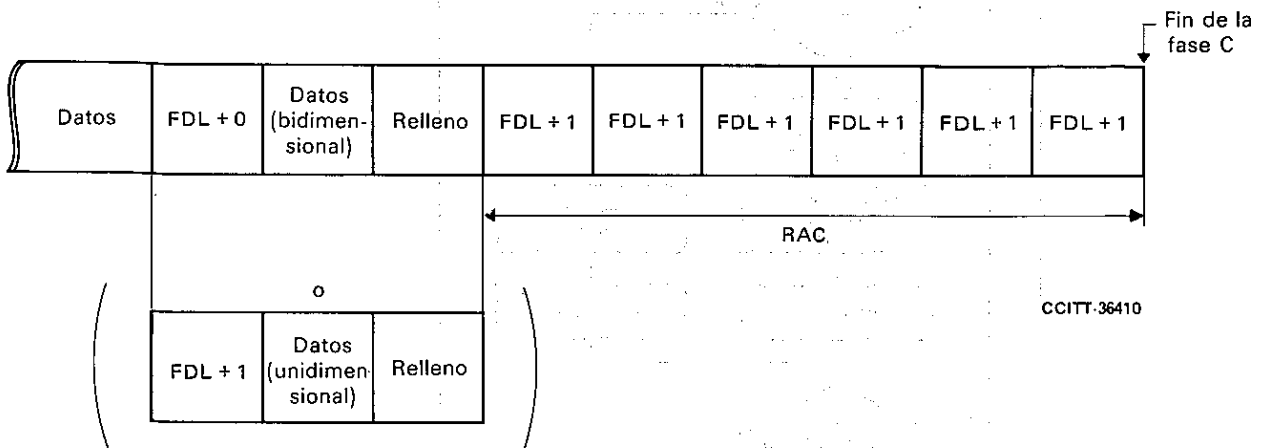 Fin de la
fase C
Datos
FDL + 0
Datos
(bidimen-
sional)
Relleno
FDL + 1
FDL + 1
FDL + 1
FDL + 1
FDL + 1
FDL + 1
RAC
o
CCITT-36410
FDL + 1
Datos
(unidimen-
sional)
Relleno